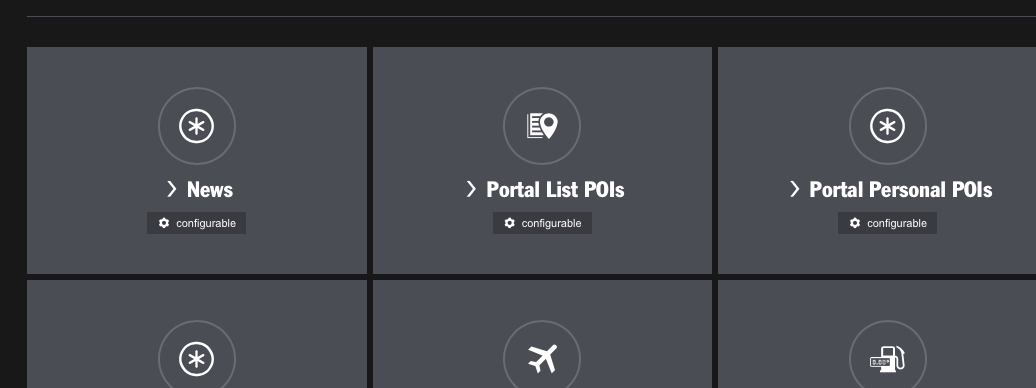 News
Portal List POIs
Portal Personal POIs
configurable
configurable
configurable